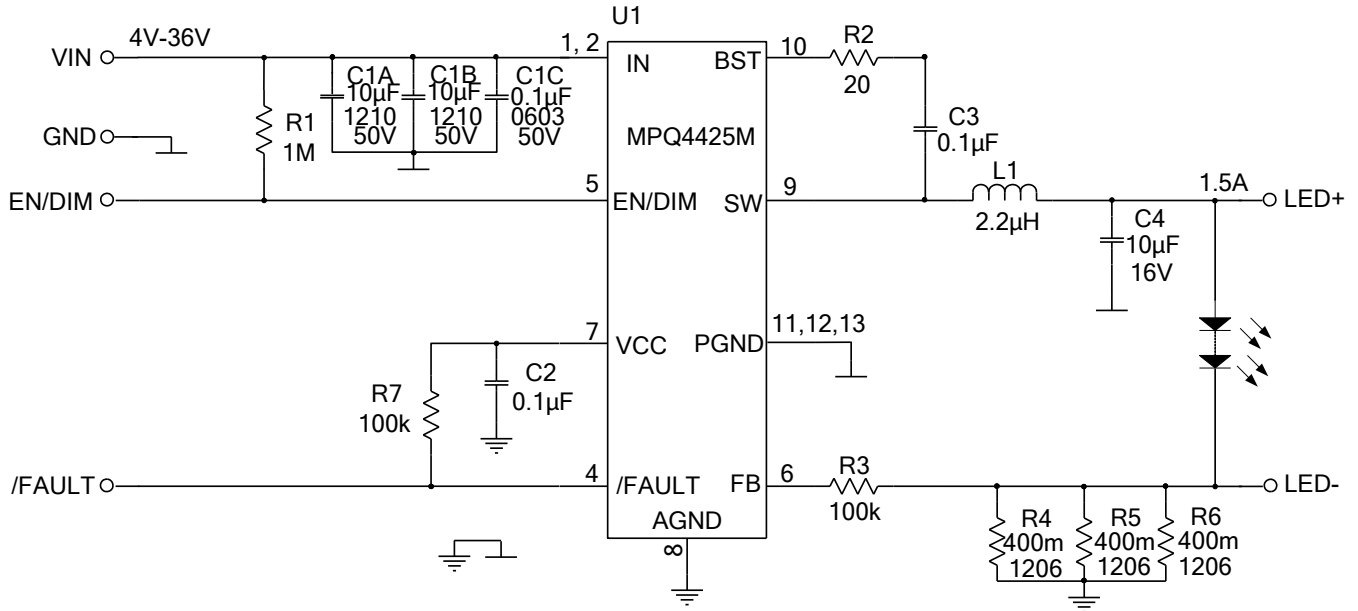 U1
VIN
4V-36V
1, 2
IN
BST
10
R2
20
C1A
10µF
1210
50V
C1B
10µF
1210
50V
C1C
0.1µF
0603
50V
R1
1M
GND
MPQ4425M
C3
0.1µF
EN/DIM
5
EN/DIM
SW
9
L1
2.2µH
1.5A
LED+
C4
10µF
16V
7
VCC
PGND
11,12,13
C2
0.1µF
R7
100k
/FAULT
4
/FAULT
FB
6
R3
100k
LED-
AGND
8
R4
400m
1206
R5
400m
1206
R6
400m
1206